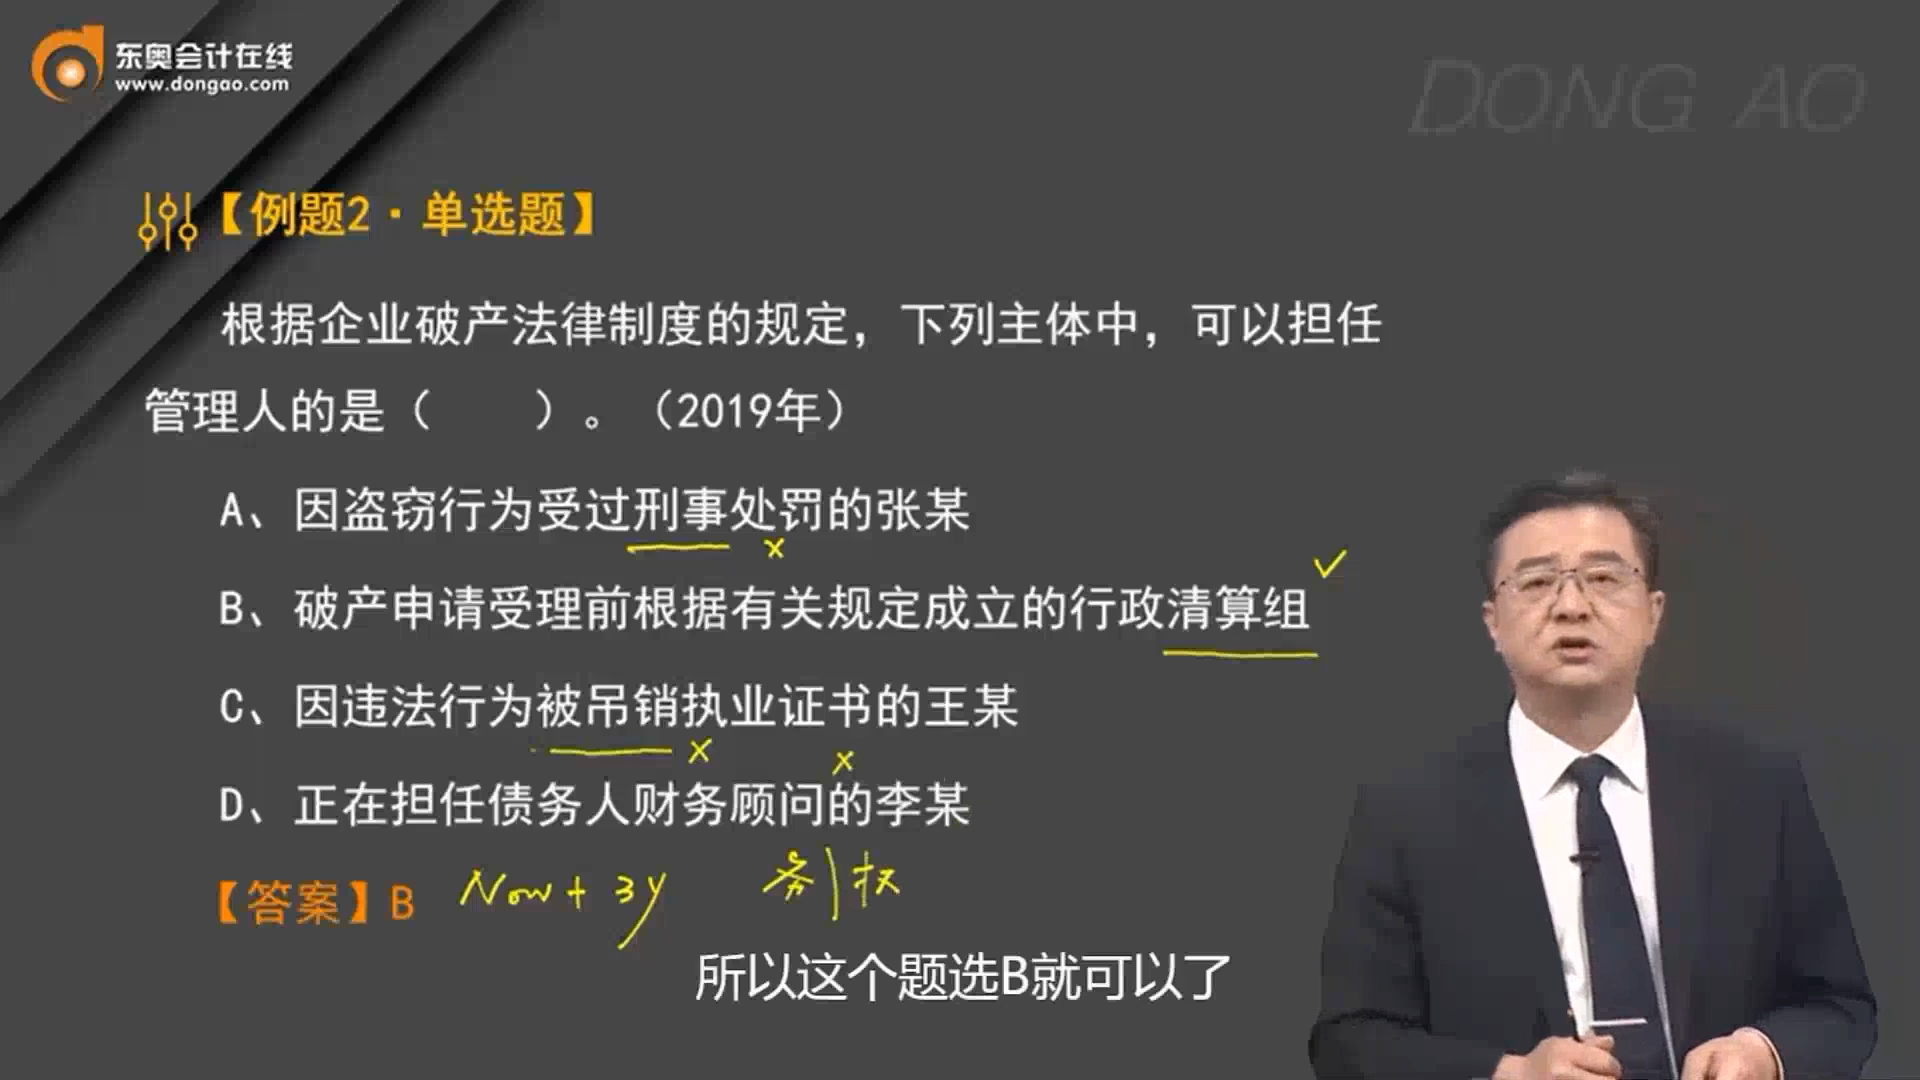 东奥会计在线
www.dongao.com
DONG AO
【例题2·单选题】
根据企业破产法律制度的规定，下列主体中，可以担任
管理人的是（　　）。（2019年）
A、因盗窃行为受过刑事处罚的张某
B、破产申请受理前根据有关规定成立的行政清算组
C、因违法行为被吊销执业证书的王某
D、正在担任债务人财务顾问的李某
【答案】B
Now + 3y
务 权
所以这个题选B就可以了